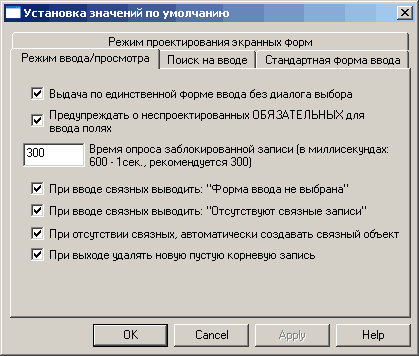 Установка значений по умолчанию
Режим проектирования экранных форм
Режим ввода/просмотра
Поиск на вводе
Стандартная форма ввода
Выдача по единственной форме ввода без диалога выбора
Предупреждать о неспроектированных ОБЯЗАТЕЛЬНЫХ для
ввода полях
300
Время опроса заблокированной записи (в миллисекундах:
600 - 1сек., рекомендуется 300)
При вводе связных выводить: "Форма ввода не выбрана"
При вводе связных выводить: "Отсутствуют связные записи"
При отсутствии связных, автоматически создавать связный объект
При выходе удалять новую пустую корневую запись
OK
Cancel
Apply
Help